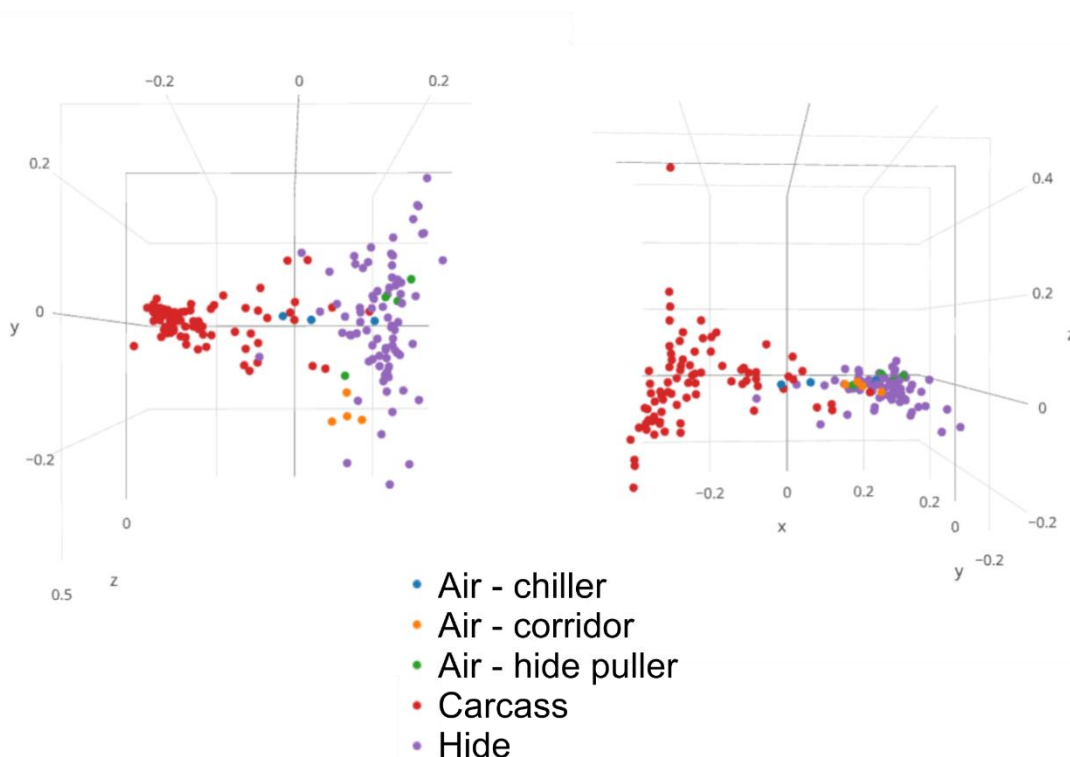 −0.2 0 0.2
0.2
0
y
−0.2
0
z
0.5
0.4
0.2
z
0
−0.2 0 0.2 0.2
x 0 −0.2
y −0.2
Air - chiller
Air - corridor
Air - hide puller
Carcass
Hide